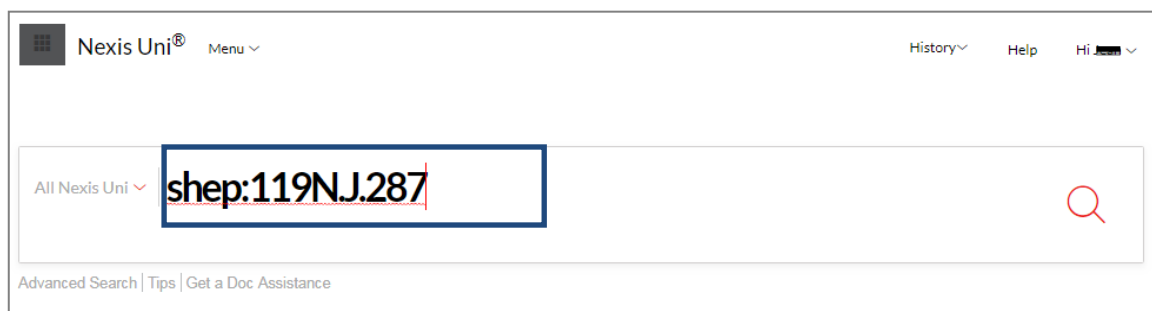 Nexis Uni® Menu History Help Hi
All Nexis Uni shep:119N.J.287
Advanced Search | Tips | Get a Doc Assistance